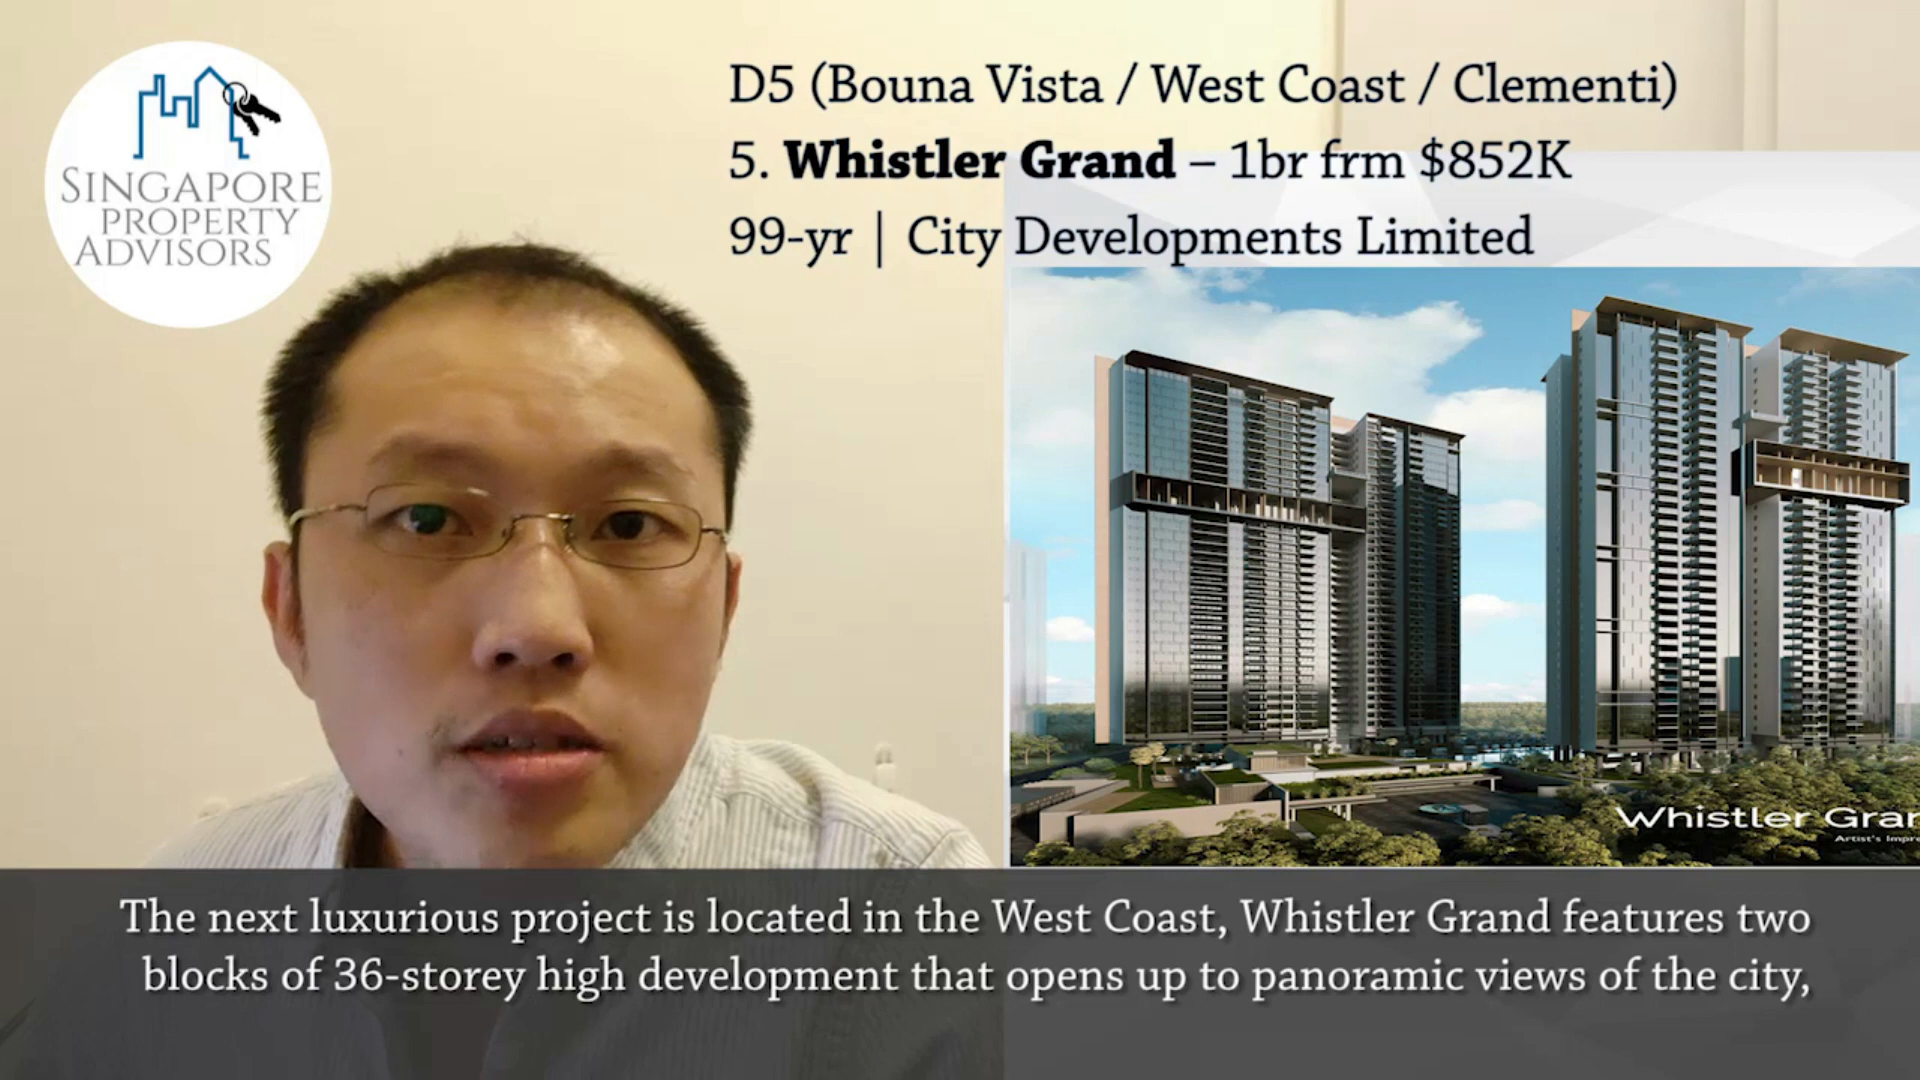 SINGAPORE
PROPERTY
ADVISORS
D5 (Bouna Vista / West Coast / Clementi)
5. Whistler Grand – 1br frm $852K
99-yr | City Developments Limited
Whistler Gran
Artist's Impre
The next luxurious project is located in the West Coast, Whistler Grand features two
blocks of 36-storey high development that opens up to panoramic views of the city,